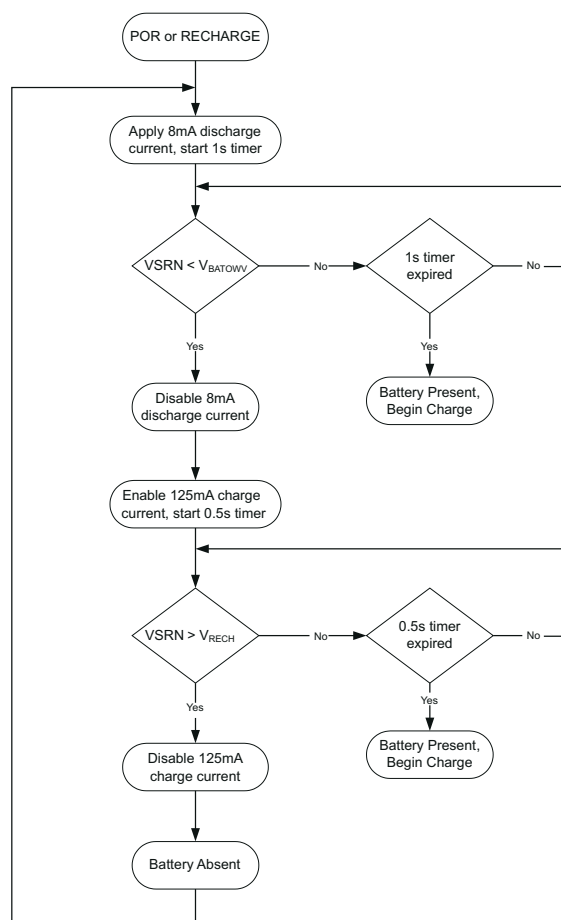 POR or RECHARGE
Apply 8mA discharge
current, start 1s timer
VSRN < VBATOWV
No
1s timer
expired
No
Yes
Yes
Disable 8mA
discharge current
Battery Present,
Begin Charge
Enable 125mA charge
current, start 0.5s timer
VSRN > VRECH
No
0.5s timer
expired
No
Yes
Yes
Disable 125mA
charge current
Battery Present,
Begin Charge
Battery Absent